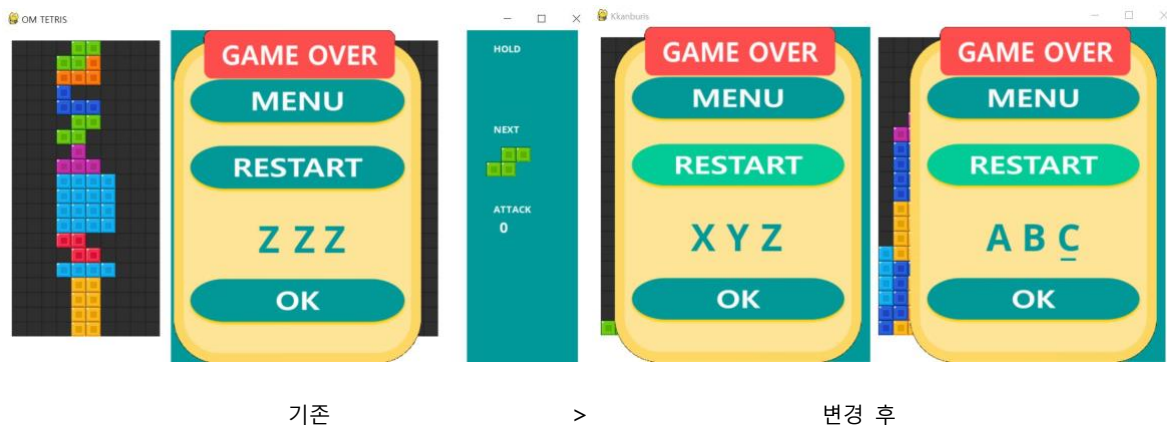 OM TETRIS
GAME OVER
MENU
RESTART
Z Z Z
OK
HOLD
NEXT
ATTACK
0
Kkanburis
GAME OVER
MENU
RESTART
X Y Z
OK
GAME OVER
MENU
RESTART
A B C
OK
기존 > 변경 후